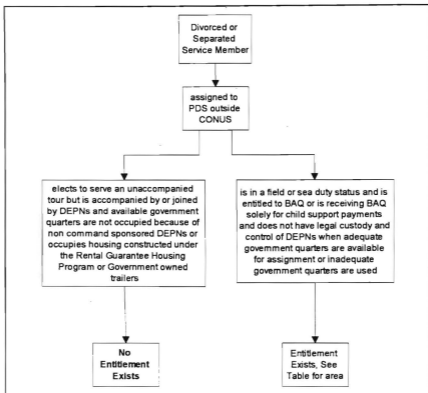 Divorced or
Separated
Service Member
assigned to
PDS outside
CONUS
elects to serve an unaccompanied
tour but is accompanied by or joined
by DEPNs and available government
quarters are not occupied because of
non command sponsored DEPNs or
occupies housing constructed under
the Rental Guarantee Housing
Program or Government owned
trailers
is in a field or sea duty status and is
entitled to BAQ or is receiving BAQ
solely for child support payments
and does not have legal custody and
control of DEPNs when adequate
government quarters are available
for assignment or inadequate
government quarters are used
No
Entitlement
Exists
Entitlement
Exists, See
Table for area